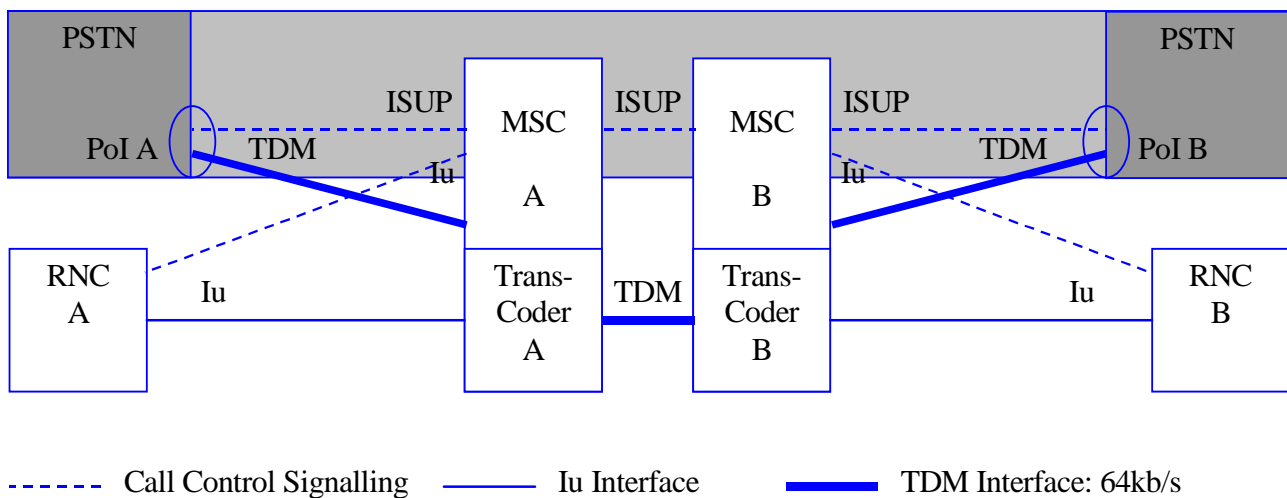 PSTN
PSTN
ISUP
ISUP
ISUP
MSC
MSC
PoI A
TDM
TDM
PoI B
Iu
Iu
A
B
RNC
A
Iu
Trans-
Coder
A
TDM
Trans-
Coder
B
Iu
RNC
B
Call Control Signalling
Iu Interface
TDM Interface: 64kb/s